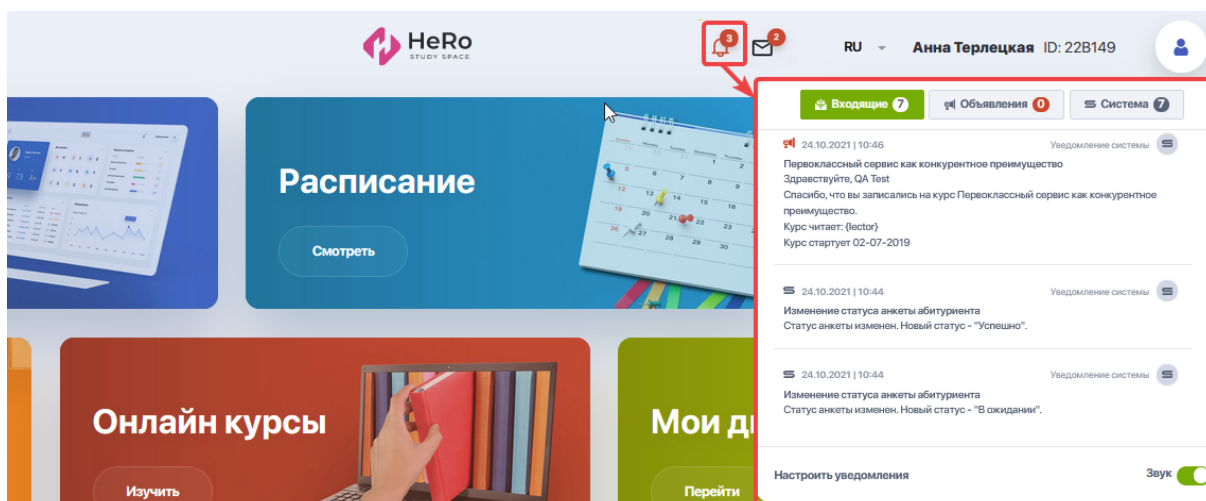 HeRo
STUDY SPACE
3
2
RU
Анна Терлецкая ID: 22B149
Входящие 7
Объявления 0
Система 7
Расписание
Смотреть
24.10.2021 | 10:46
Уведомление системы
Первоклассный сервис как конкурентное преимущество
Здравствуйте, QA Test
Спасибо, что вы записались на курс Первоклассный сервис как конкурентное
преимущество.
Курс читает: {lector}
Курс стартует 02-07-2019
24.10.2021 | 10:44
Уведомление системы
Изменение статуса анкеты абитуриента
Статус анкеты изменен. Новый статус - "Успешно".
24.10.2021 | 10:44
Уведомление системы
Изменение статуса анкеты абитуриента
Статус анкеты изменен. Новый статус - "В ожидании".
Онлайн курсы
Изучить
Мои д
Перейти
Настроить уведомления
Звук